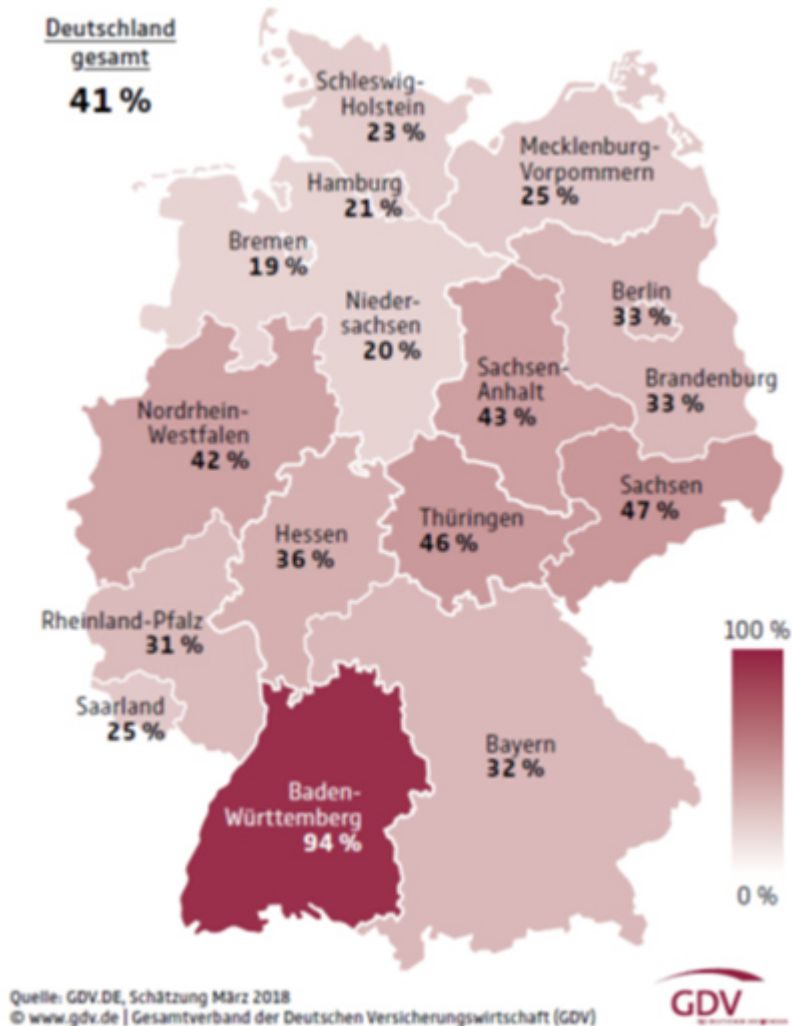 Deutschland
gesamt
41 %
Schleswig-
Holstein
23 %
Mecklenburg-
Vorpommern
25 %
Hamburg
21 %
Bremen
19 %
Nieder-
sachsen
20 %
Berlin
33 %
Brandenburg
33 %
Sachsen-
Anhalt
43 %
Nordrhein-
Westfalen
42 %
Sachsen
47 %
Thüringen
46 %
Hessen
36 %
Rheinland-Pfalz
31 %
Saarland
25 %
Bayern
32 %
Baden-
Württemberg
94 %
100 %
0 %
Quelle: GDV.DE, Schätzung März 2018
© www.gdv.de | Gesamtverband der Deutschen Versicherungswirtschaft (GDV)
GDV